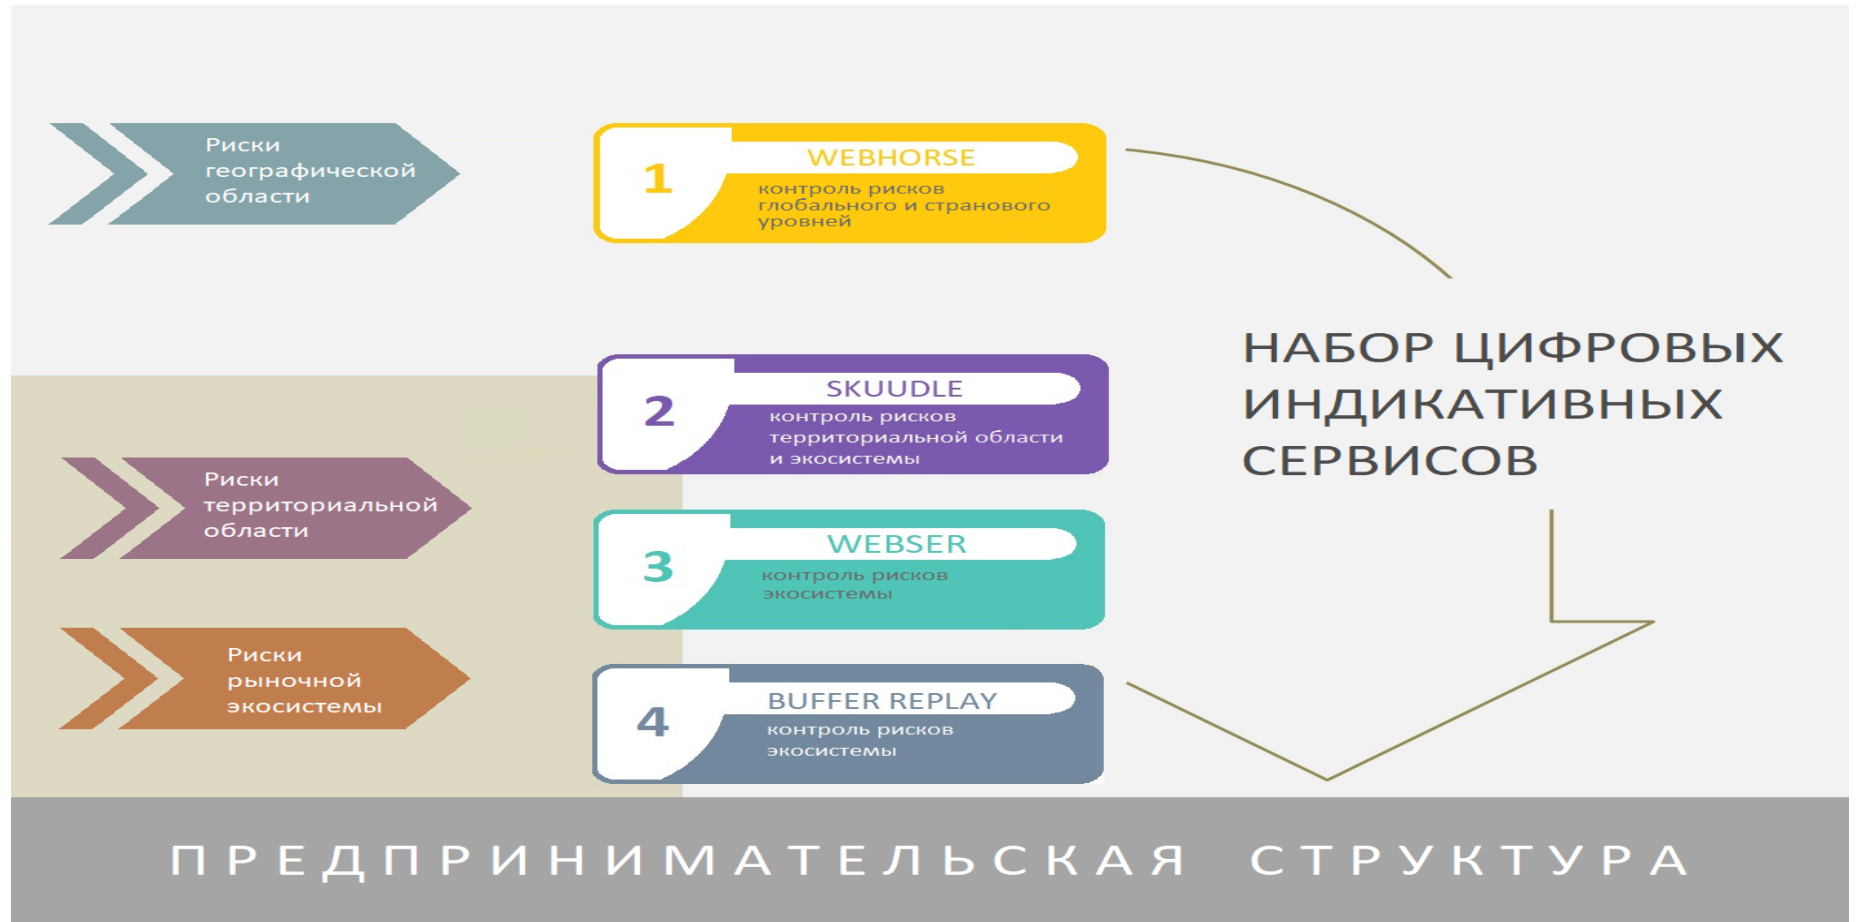 Риски
географической
области
1
WEBHORSE
контроль рисков
глобального и странового
уровней
НАБОР ЦИФРОВЫХ
ИНДИКАТИВНЫХ
СЕРВИСОВ
2
SKUUDLE
контроль рисков
территориальной области
и экосистемы
Риски
территориальной
области
3
WEBSER
контроль рисков
экосистемы
Риски
рыночной
экосистемы
4
BUFFER REPLAY
контроль рисков
экосистемы
ПРЕДПРИНИМАТЕЛЬСКАЯ СТРУКТУРА